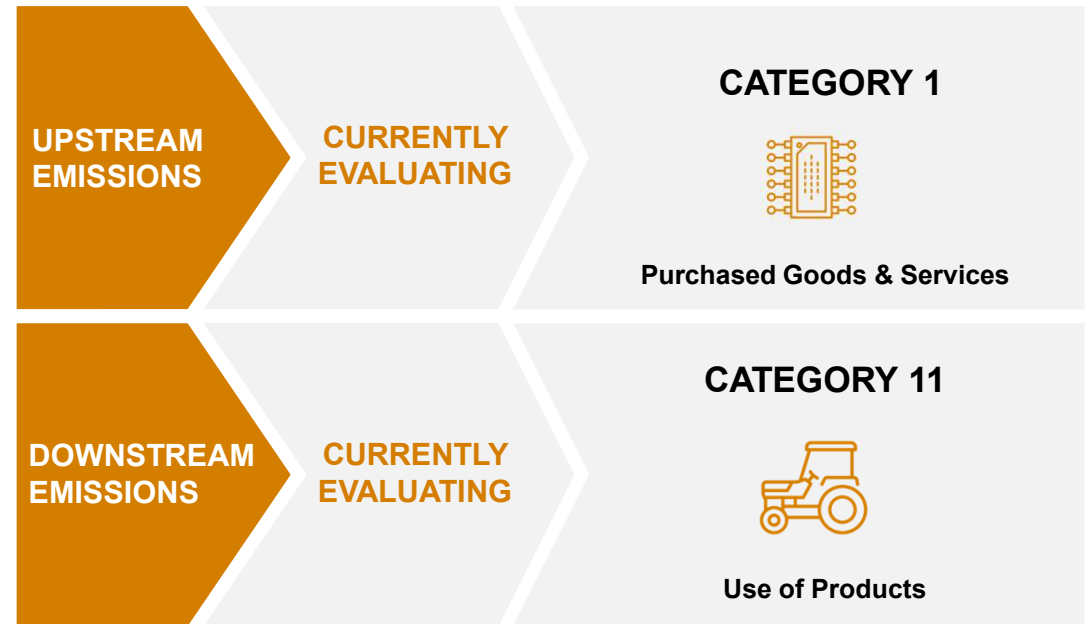 UPSTREAM
EMISSIONS
CURRENTLY
EVALUATING
CATEGORY 1
Purchased Goods & Services
DOWNSTREAM
EMISSIONS
CURRENTLY
EVALUATING
CATEGORY 11
Use of Products